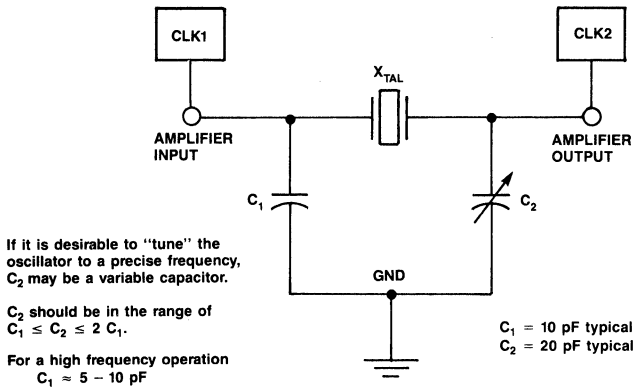 CLK1
CLK2
X_TAL
AMPLIFIER
INPUT
AMPLIFIER
OUTPUT
C₁
C₂
If it is desirable to "tune" the
oscillator to a precise frequency,
C₂ may be a variable capacitor.
GND
C₂ should be in the range of
C₁ ≤ C₂ ≤ 2 C₁.
C₁ = 10 pF typical
C₂ = 20 pF typical
For a high frequency operation
C₁ ≈ 5 – 10 pF